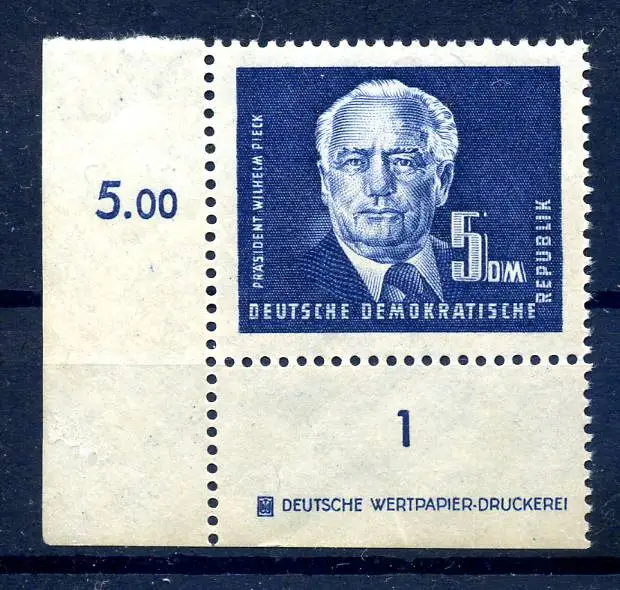 5.00
PRÄSIDENT WILHELM PIECK
5 DM
DEUTSCHE DEMOKRATISCHE
REPUBLIK
1
DEUTSCHE WERTPAPIER-DRUCKEREI